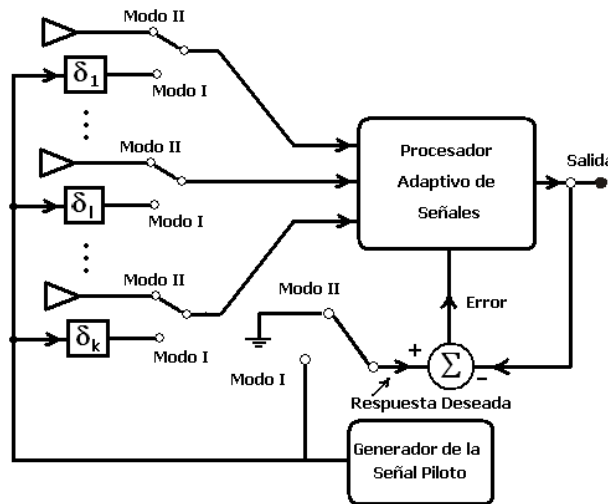 Modo II
δ1
Modo I
Procesador
Adaptivo de
Señales
Salida
Modo II
δl
Modo I
Modo II
δk
Modo I
Modo II
Error
Modo I
+
Σ
-
Respuesta Deseada
Generador de la
Señal Piloto